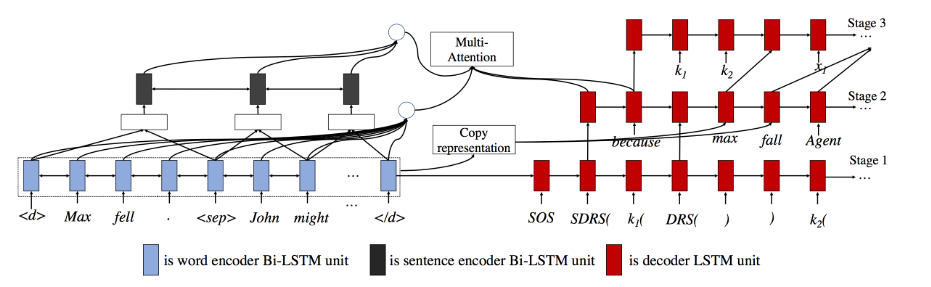 Stage 3
...
Multi-
Attention
k1 k2 x1
Stage 2
...
Copy
representation
because max fall Agent
Stage 1
... ...
...
<d> Max fell . <sep> John might </d> SOS SDRS( k1( DRS( ) ) k2(
is word encoder Bi-LSTM unit is sentence encoder Bi-LSTM unit is decoder LSTM unit